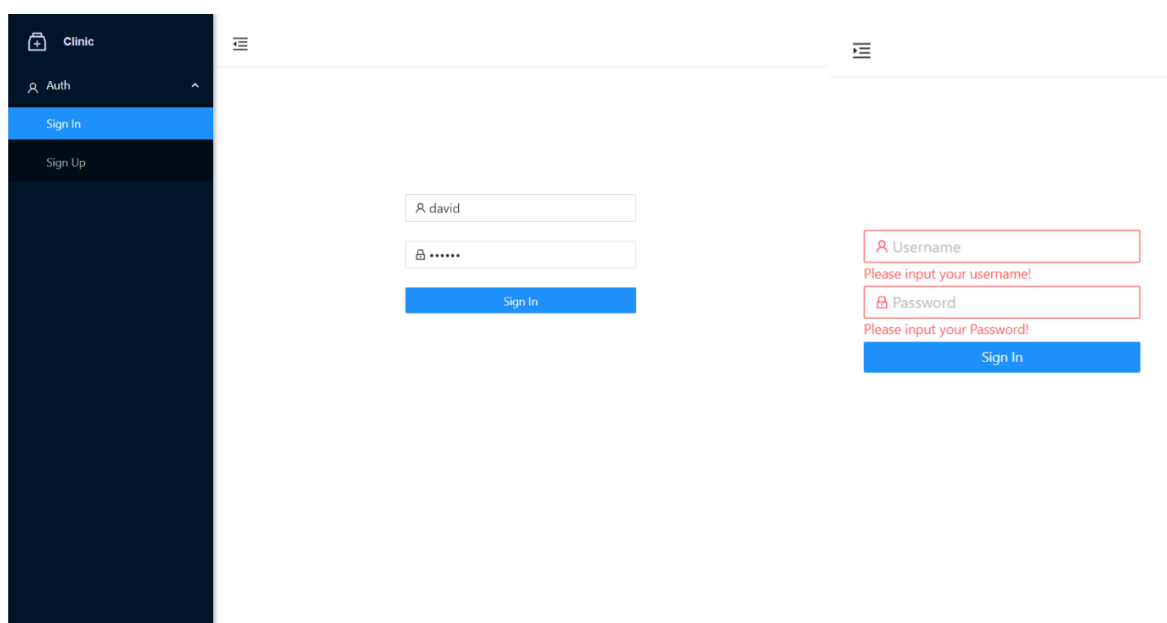 Clinic
Auth
Sign In
Sign Up
david
••••••
Sign In
Username
Please input your username!
Password
Please input your Password!
Sign In